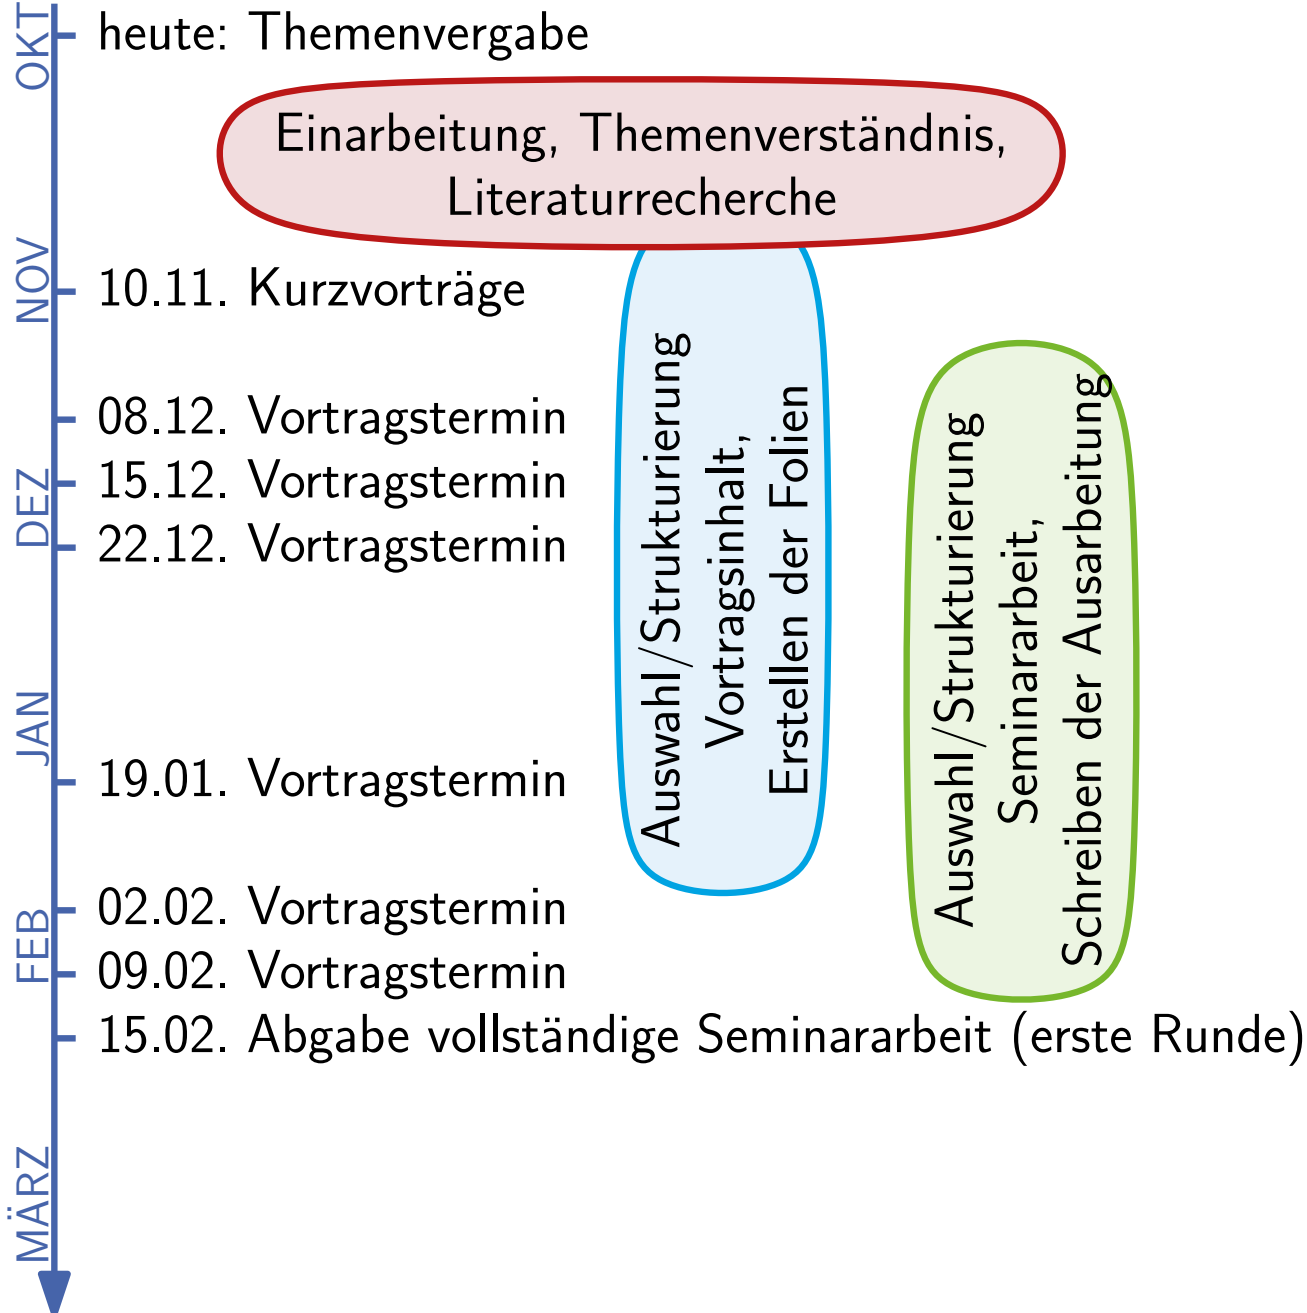 OKT
heute: Themenvergabe
Einarbeitung, Themenverständnis,
Literaturrecherche
NOV
10.11. Kurzvorträge
08.12. Vortragstermin
DEZ
15.12. Vortragstermin
22.12. Vortragstermin
JAN
19.01. Vortragstermin
FEB
02.02. Vortragstermin
09.02. Vortragstermin
15.02. Abgabe vollständige Seminararbeit (erste Runde)
MÄRZ
Auswahl/Strukturierung
Vortragsinhalt,
Erstellen der Folien
Auswahl/Strukturierung
Seminararbeit,
Schreiben der Ausarbeitung